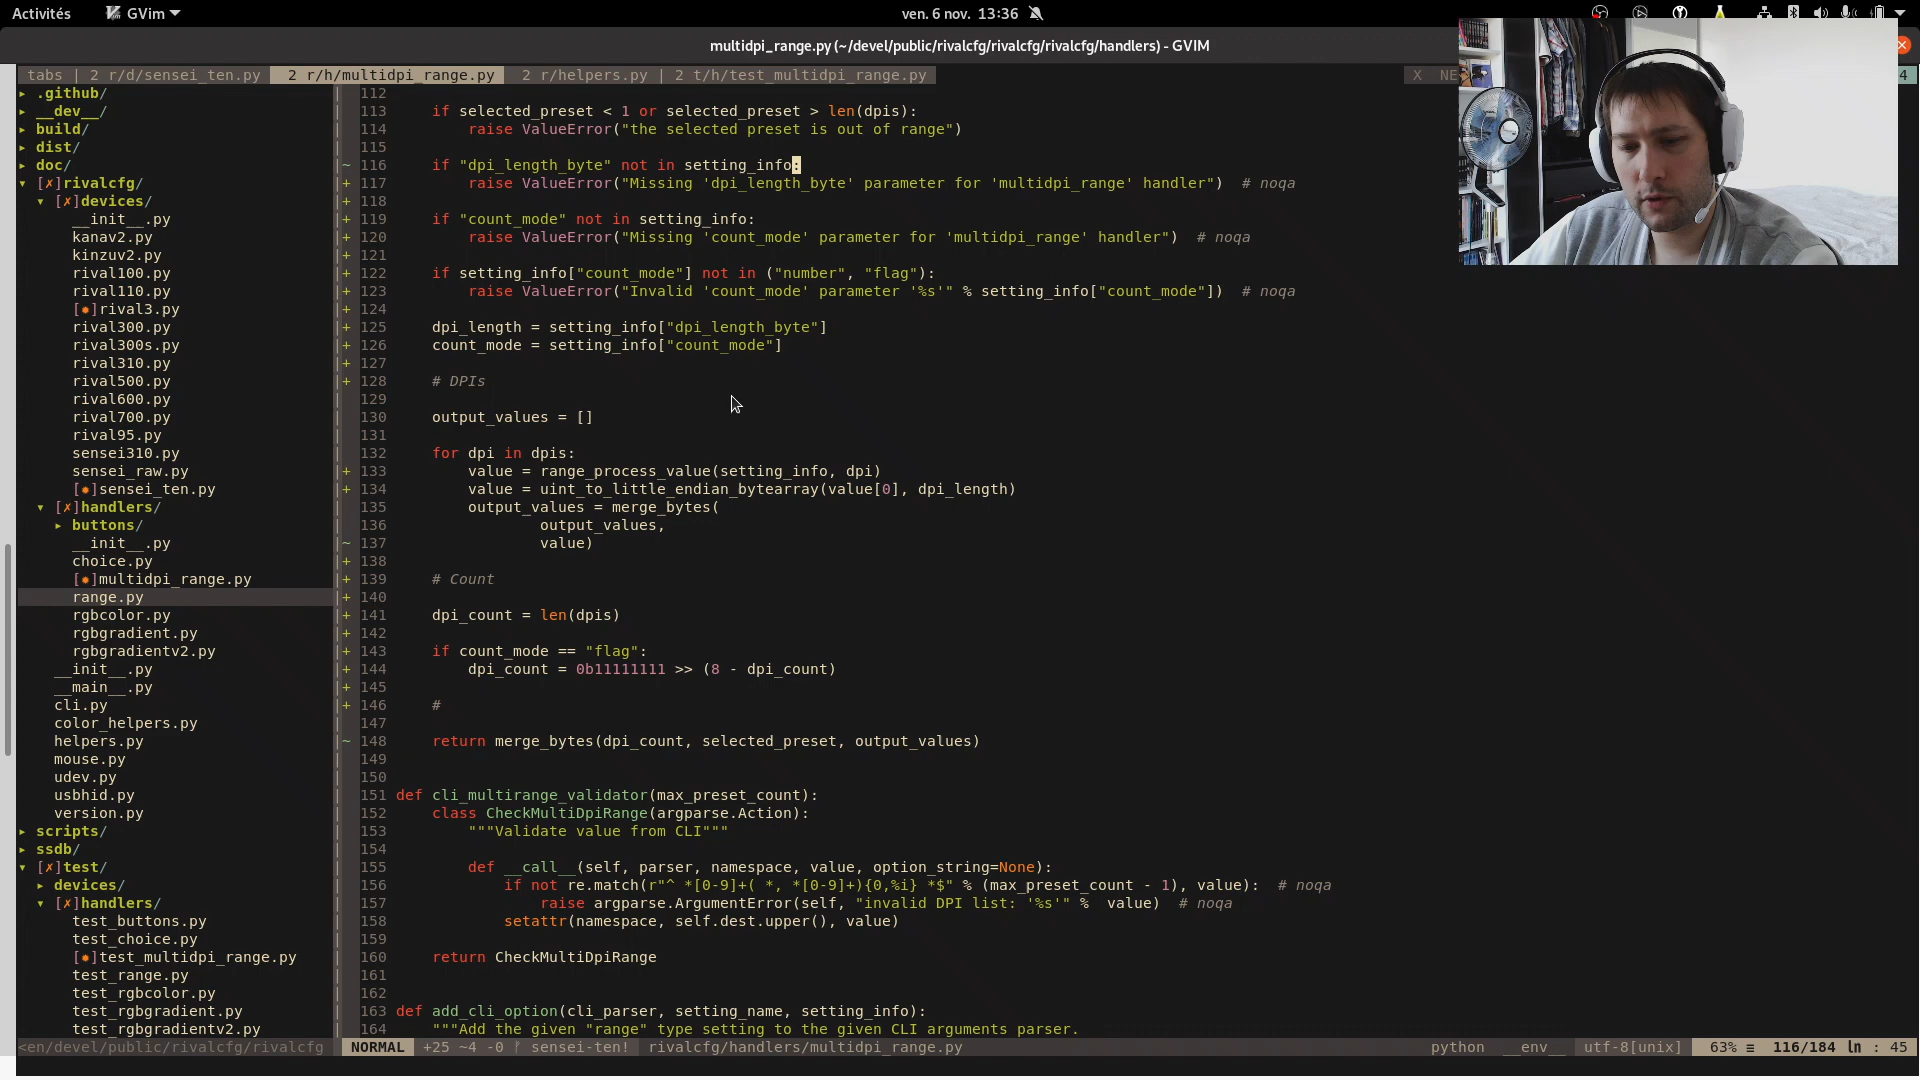 Activités GVim ven. 6 nov. 13:36
multidpi_range.py (~/devel/public/rivalcfg/rivalcfg/rivalcfg/handlers) - GVIM
tabs | 2 r/d/sensei_ten.py 2 r/h/multidpi_range.py 2 r/helpers.py | 2 t/h/test_multidpi_range.py X NE 4
▸ .github/
▸ __dev__/
▸ build/
▸ dist/
▸ doc/
▾ [✗]rivalcfg/
▾ [✗]devices/
__init__.py
kanav2.py
kinzuv2.py
rival100.py
rival110.py
[✹]rival3.py
rival300.py
rival300s.py
rival310.py
rival500.py
rival600.py
rival700.py
rival95.py
sensei310.py
sensei_raw.py
[✹]sensei_ten.py
▾ [✗]handlers/
▸ buttons/
__init__.py
choice.py
[✹]multidpi_range.py
range.py
rgbcolor.py
rgbgradient.py
rgbgradientv2.py
__init__.py
__main__.py
cli.py
color_helpers.py
helpers.py
mouse.py
udev.py
usbhid.py
version.py
▸ scripts/
▸ ssdb/
▾ [✗]test/
▸ devices/
▾ [✗]handlers/
test_buttons.py
test_choice.py
[✹]test_multidpi_range.py
test_range.py
test_rgbcolor.py
test_rgbgradient.py
test_rgbgradientv2.py
<en/devel/public/rivalcfg/rivalcfg
112
113 if selected_preset < 1 or selected_preset > len(dpis):
114 raise ValueError("the selected preset is out of range")
115
~ 116 if "dpi_length_byte" not in setting_info:
+ 117 raise ValueError("Missing 'dpi_length_byte' parameter for 'multidpi_range' handler")  # noqa
+ 118
+ 119 if "count_mode" not in setting_info:
+ 120 raise ValueError("Missing 'count_mode' parameter for 'multidpi_range' handler")  # noqa
+ 121
+ 122 if setting_info["count_mode"] not in ("number", "flag"):
+ 123 raise ValueError("Invalid 'count_mode' parameter '%s'" % setting_info["count_mode"])  # noqa
+ 124
+ 125 dpi_length = setting_info["dpi_length_byte"]
+ 126 count_mode = setting_info["count_mode"]
+ 127
+ 128 # DPIs
129
130 output_values = []
131
132 for dpi in dpis:
+ 133 value = range_process_value(setting_info, dpi)
+ 134 value = uint_to_little_endian_bytearray(value[0], dpi_length)
135 output_values = merge_bytes(
136 output_values,
~ 137 value)
+ 138
+ 139 # Count
+ 140
+ 141 dpi_count = len(dpis)
+ 142
+ 143 if count_mode == "flag":
+ 144 dpi_count = 0b11111111 >> (8 - dpi_count)
+ 145
+ 146 #
147
~ 148 return merge_bytes(dpi_count, selected_preset, output_values)
149
150
151 def cli_multirange_validator(max_preset_count):
152 class CheckMultiDpiRange(argparse.Action):
153 """Validate value from CLI"""
154
155 def __call__(self, parser, namespace, value, option_string=None):
156 if not re.match(r"^ *[0-9]+( *, *[0-9]+){0,%i} *$" % (max_preset_count - 1), value):  # noqa
157 raise argparse.ArgumentError(self, "invalid DPI list: '%s'" %  value)  # noqa
158 setattr(namespace, self.dest.upper(), value)
159
160 return CheckMultiDpiRange
161
162
163 def add_cli_option(cli_parser, setting_name, setting_info):
164 """Add the given "range" type setting to the given CLI arguments parser.
NORMAL +25 ~4 -0 ᚠ sensei-ten! rivalcfg/handlers/multidpi_range.py python __env__ utf-8[unix] 63% ≡ 116/184 ㏑ : 45